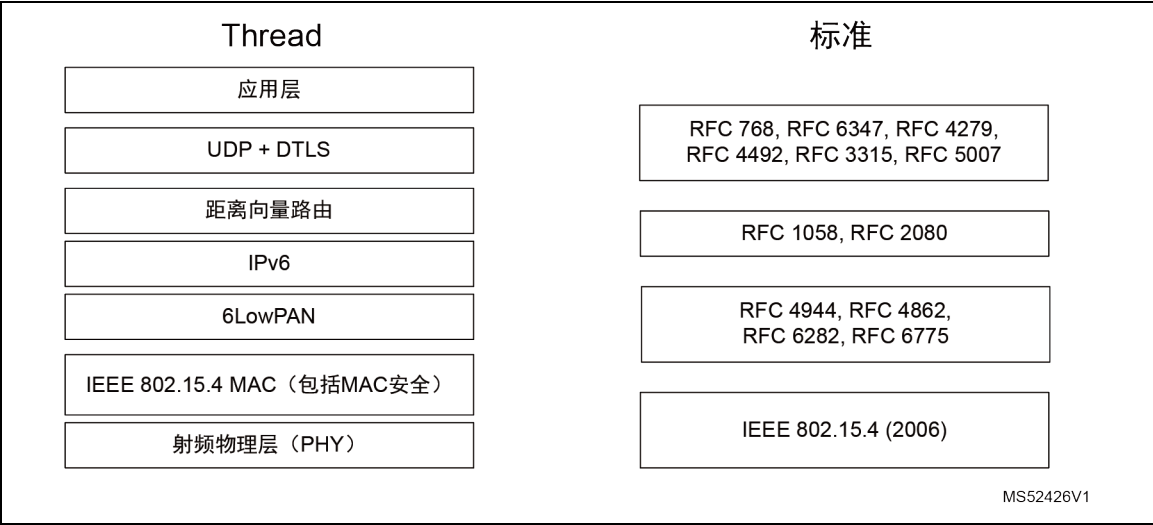 Thread
应用层
UDP + DTLS
距离向量路由
IPv6
6LowPAN
IEEE 802.15.4 MAC（包括MAC安全）
射频物理层（PHY）
标准
RFC 768, RFC 6347, RFC 4279,
RFC 4492, RFC 3315, RFC 5007
RFC 1058, RFC 2080
RFC 4944, RFC 4862,
RFC 6282, RFC 6775
IEEE 802.15.4 (2006)
MS52426V1